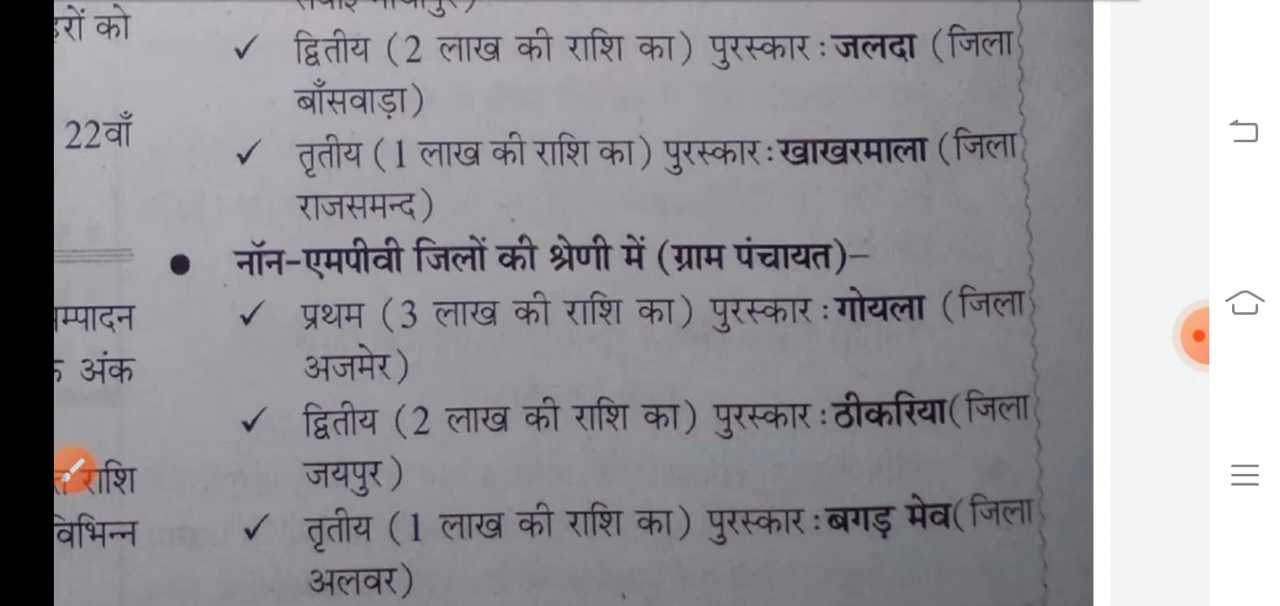 हरों को
22वाँ
म्पादन
अंक
राशि
विभिन्न
✓ द्वितीय (2 लाख की राशि का) पुरस्कार : जलदा (जिला
बाँसवाड़ा)
✓ तृतीय (1 लाख की राशि का) पुरस्कार : खाखरमाला (जिला
राजसमन्द)
● नॉन-एमपीवी जिलों की श्रेणी में (ग्राम पंचायत)–
✓ प्रथम (3 लाख की राशि का) पुरस्कार : गोयला (जिला
अजमेर)
✓ द्वितीय (2 लाख की राशि का) पुरस्कार : ठीकरिया(जिला
जयपुर)
✓ तृतीय (1 लाख की राशि का) पुरस्कार : बगड़ मेव(जिला
अलवर)